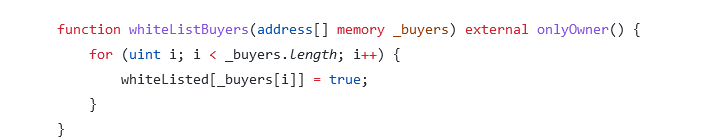 function whiteListBuyers(address[] memory _buyers) external onlyOwner() {
    for (uint i; i < _buyers.length; i++) {
        whiteListed[_buyers[i]] = true;
    }
}